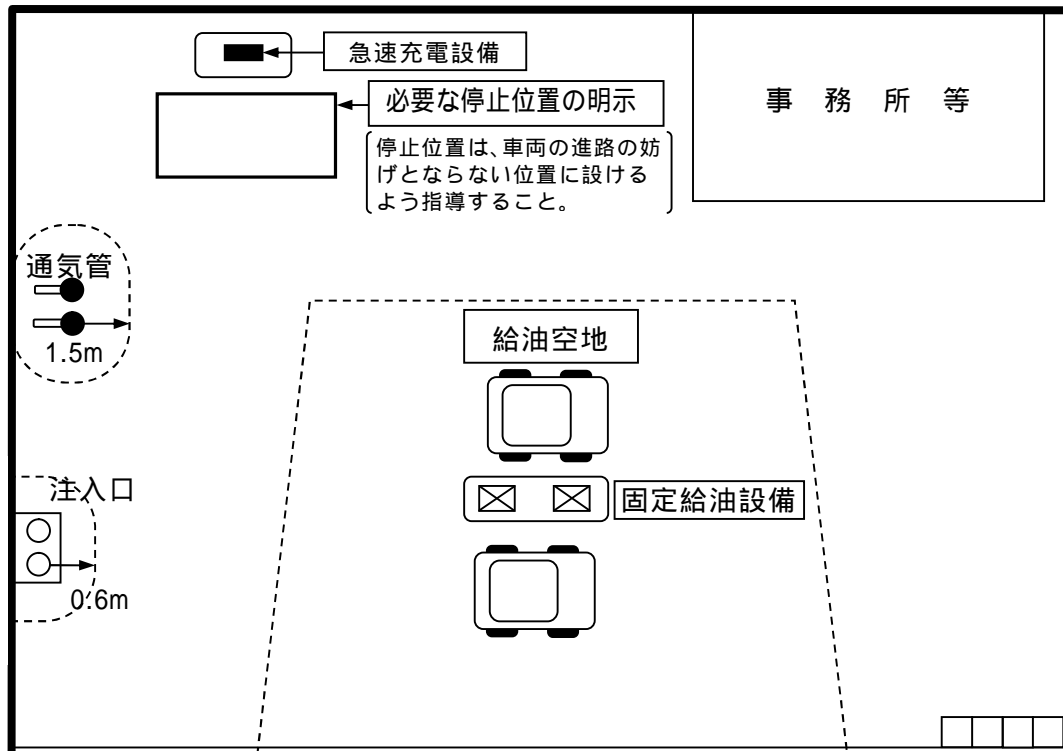 急速充電設備
必要な停止位置の明示
停止位置は、車両の進路の妨
げとならない位置に設ける
よう指導すること。
事務所等
通気管
1.5m
給油空地
注入口
固定給油設備
0.6m